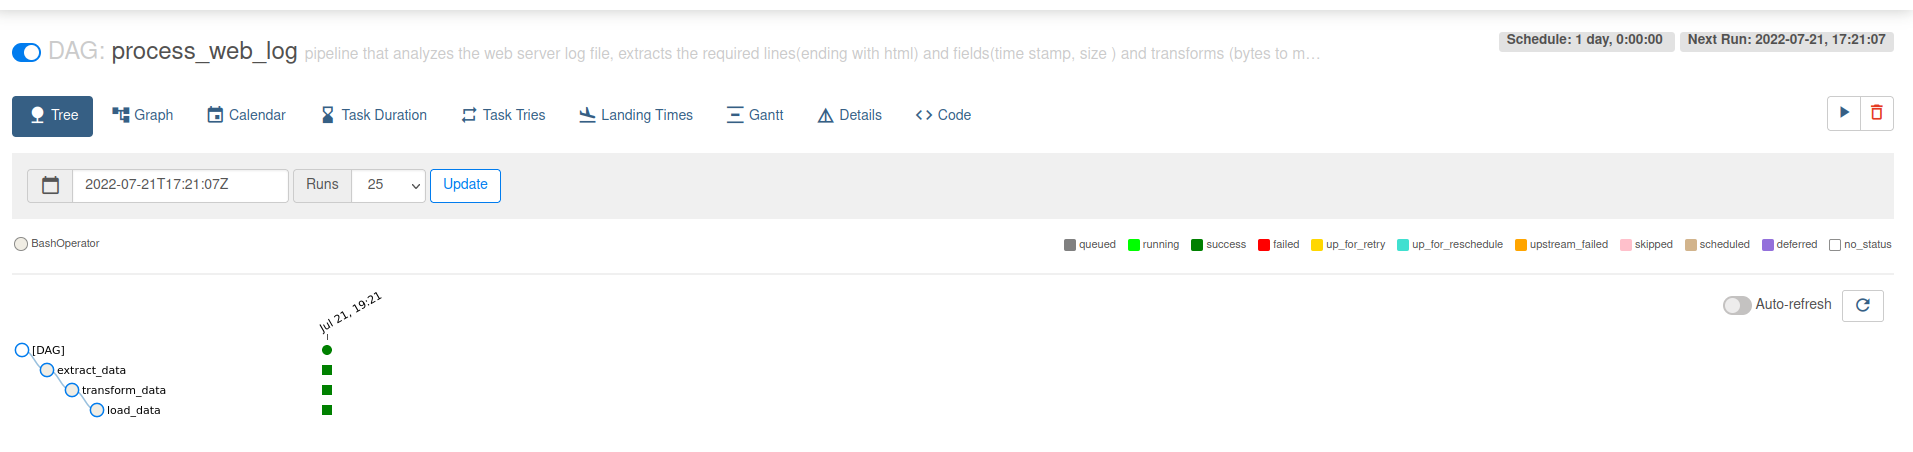 DAG: process_web_log pipeline that analyzes the web server log file, extracts the required lines(ending with html) and fields(time stamp, size ) and transforms (bytes to m… Schedule: 1 day, 0:00:00 Next Run: 2022-07-21, 17:21:07
Tree Graph Calendar Task Duration Task Tries Landing Times Gantt Details Code
2022-07-21T17:21:07Z Runs 25 Update
BashOperator queued running success failed up_for_retry up_for_reschedule upstream_failed skipped scheduled deferred no_status
Auto-refresh
Jul 21, 19:21
[DAG]
extract_data
transform_data
load_data